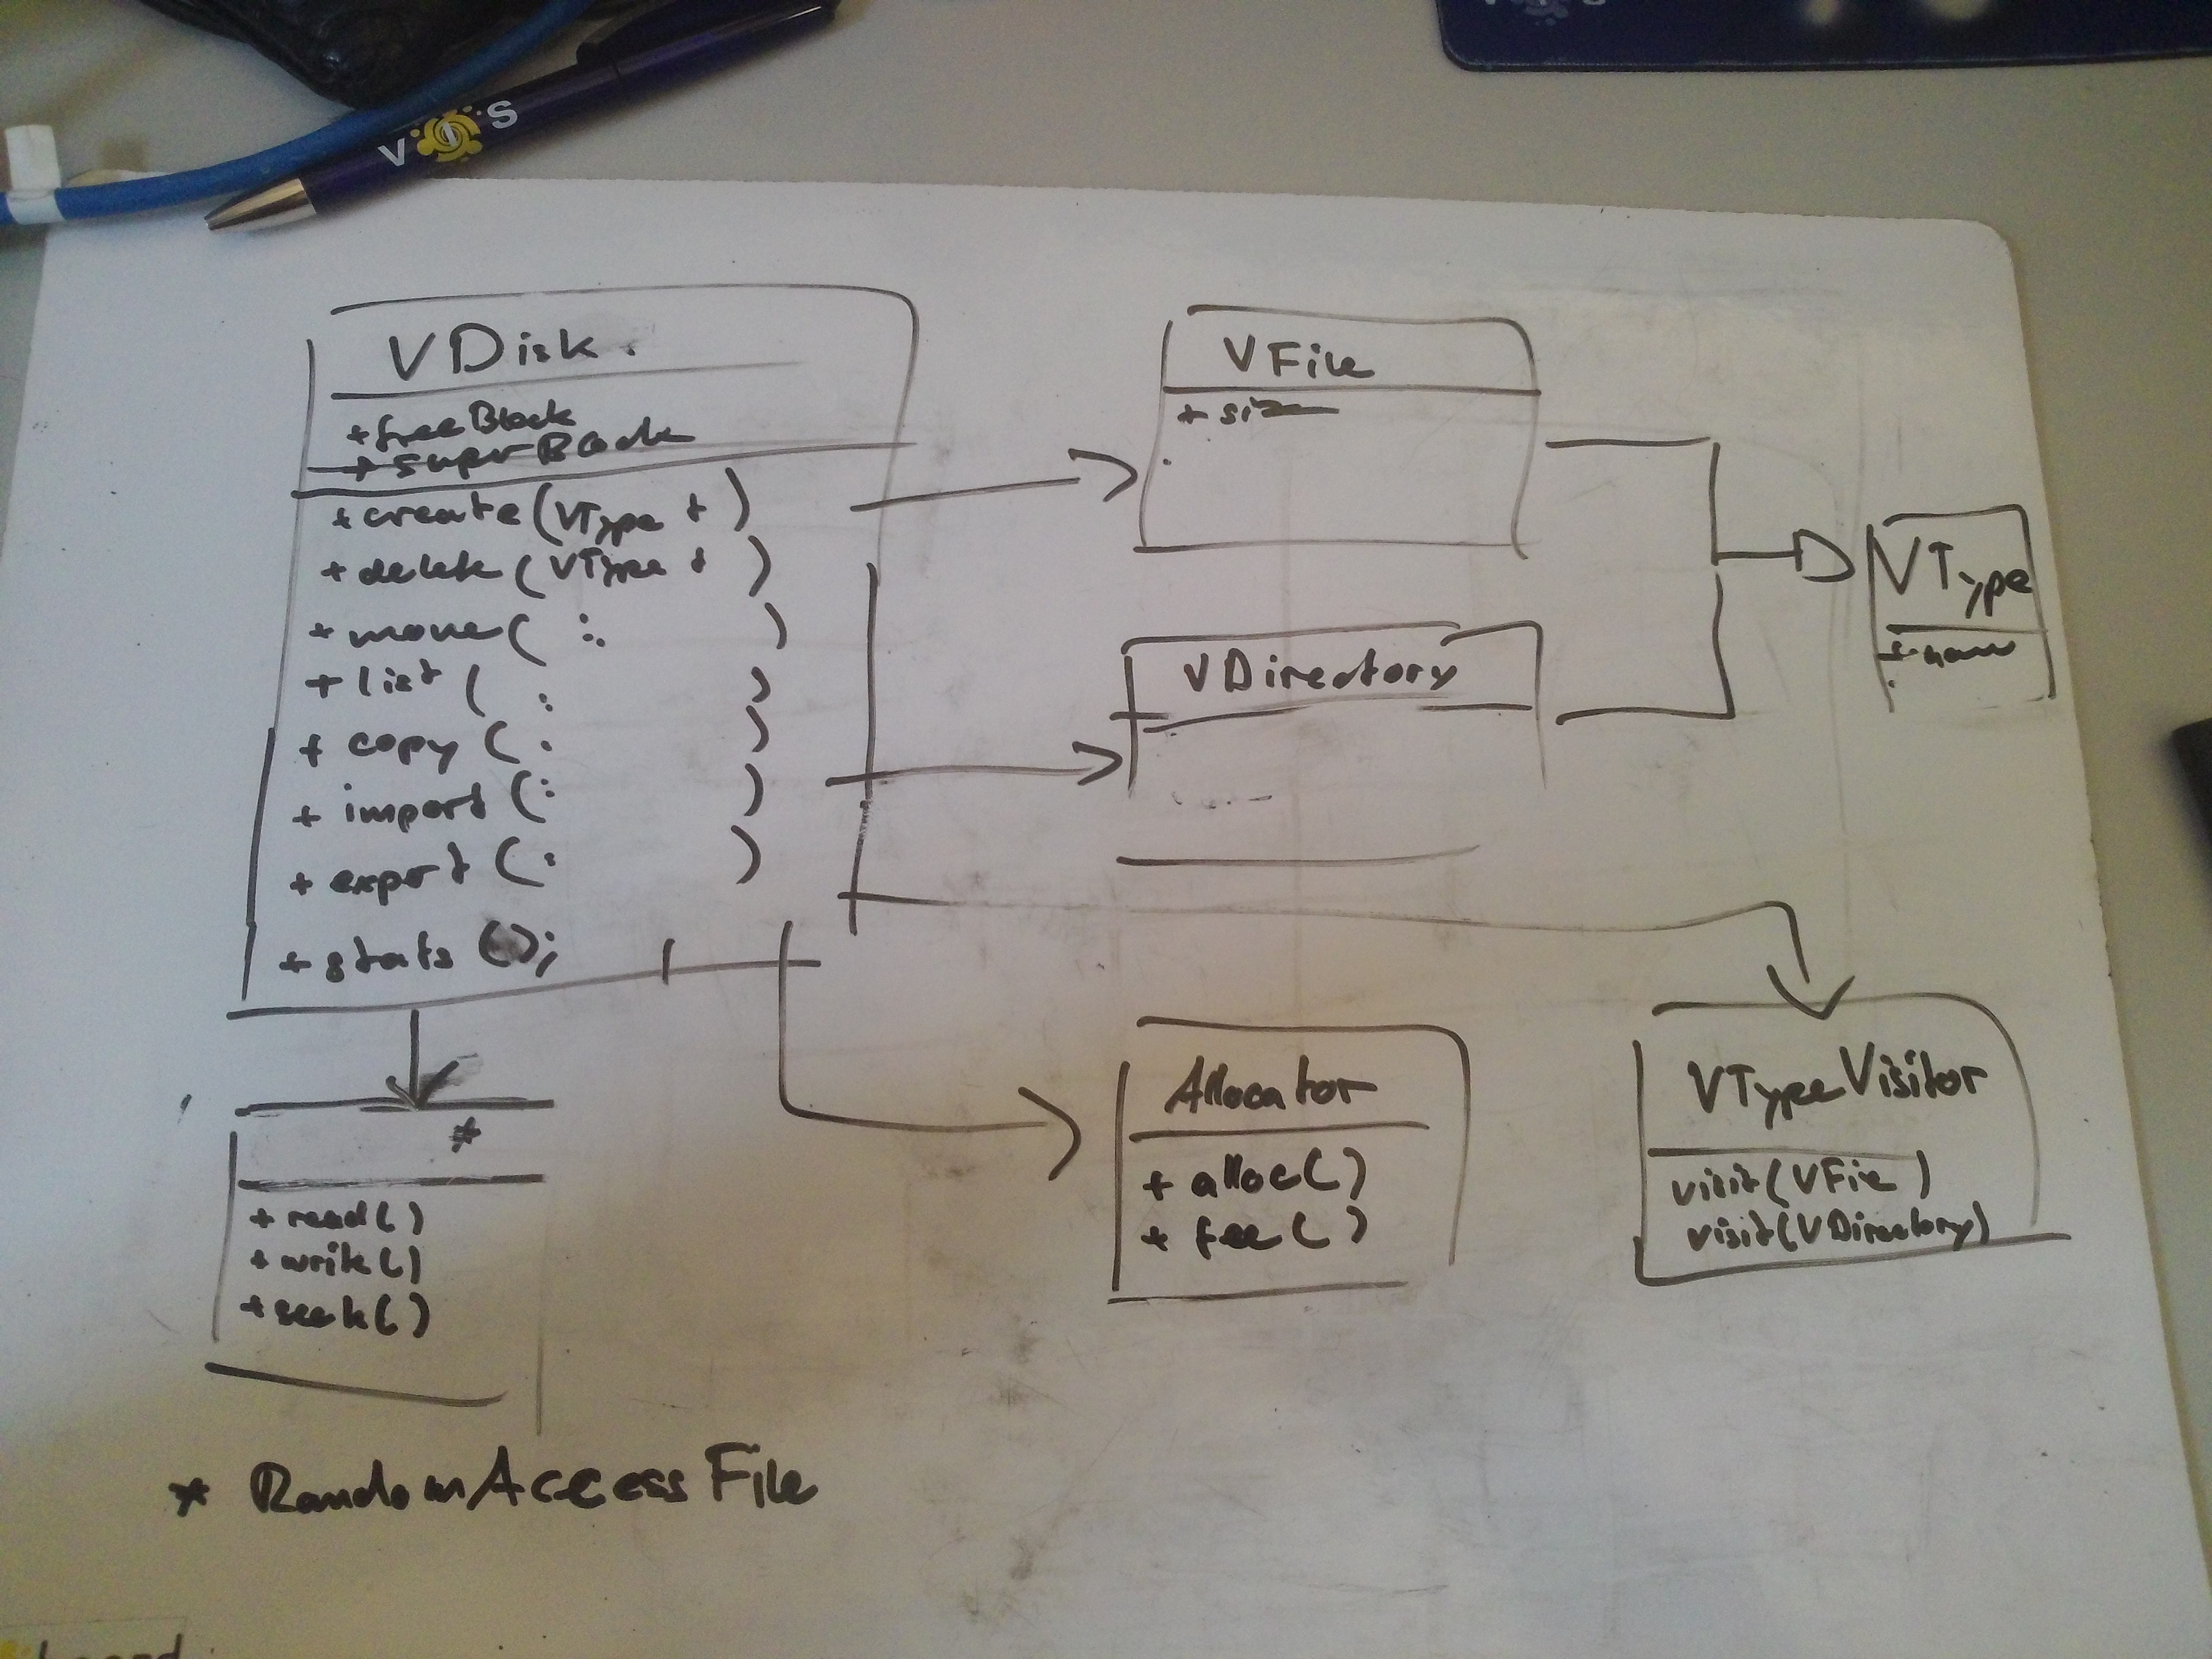 VIS
VDisk
+ freeBlock
+ superBlock
+ create(VType t )
+ delete(VType t )
+ move( :. )
+ list ( : )
+ copy ( : )
+ import ( : )
+ export ( : )
+ stats ();
VFile
+ size
.
VDirectory
VType
+ name
.
*
+ read()
+ write()
+ seek()
Allocator
+ alloc()
+ free()
VTypeVisitor
visit(VFile)
visit(VDirectory)
* RandomAccessFile